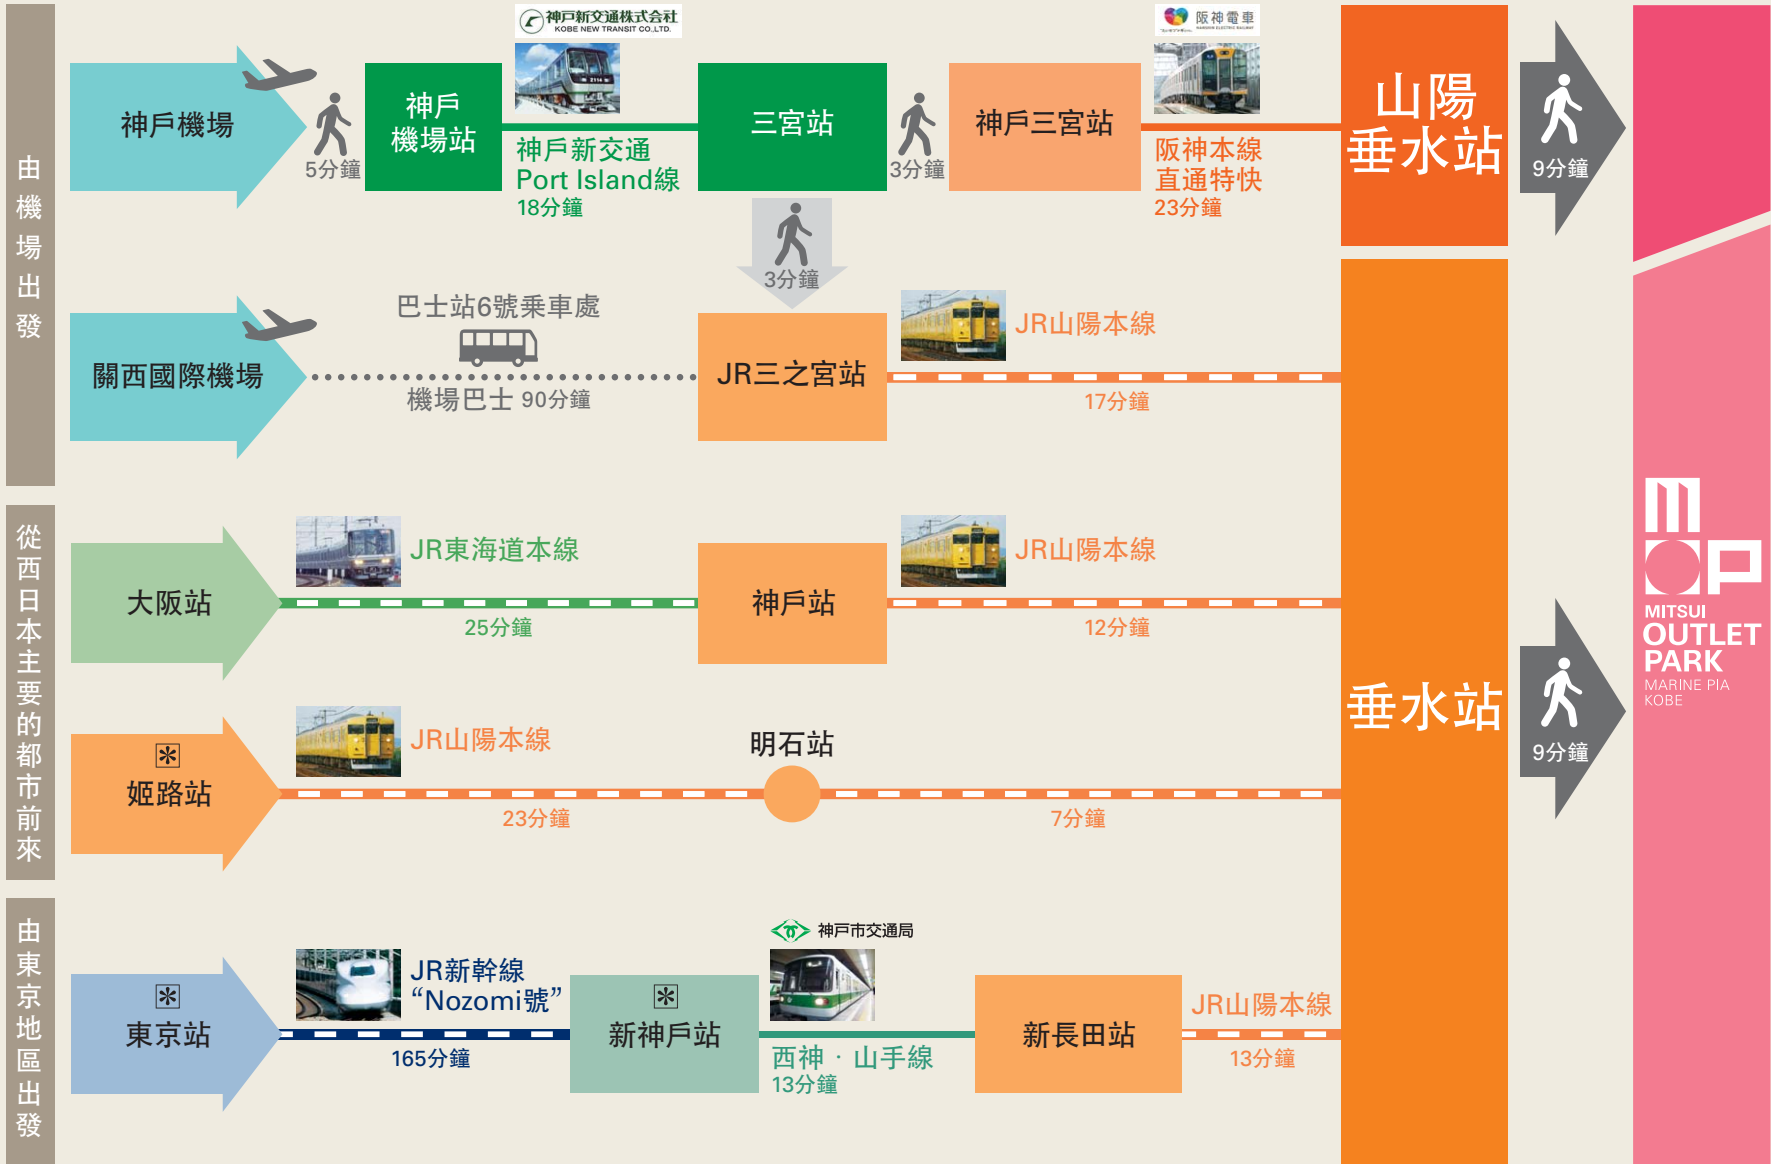 由機場出發
神戶機場
5分鐘
神戶
機場站
神戸新交通株式会社
KOBE NEW TRANSIT CO.,LTD.
神戶新交通
Port Island線
18分鐘
三宮站
3分鐘
神戶三宮站
阪神電車
HANSHIN ELECTRIC RAILWAY
阪神本線
直通特快
23分鐘
山陽
垂水站
9分鐘
3分鐘
關西國際機場
巴士站6號乘車處
機場巴士 90分鐘
JR三之宮站
JR山陽本線
17分鐘
從西日本主要的都市前來
大阪站
JR東海道本線
25分鐘
神戶站
JR山陽本線
12分鐘
姬路站
JR山陽本線
23分鐘
明石站
7分鐘
垂水站
9分鐘
由東京地區出發
東京站
JR新幹線
“Nozomi號”
165分鐘
新神戶站
神戸市交通局
西神・山手線
13分鐘
新長田站
JR山陽本線
13分鐘
MOP
MITSUI
OUTLET
PARK
MARINE PIA
KOBE